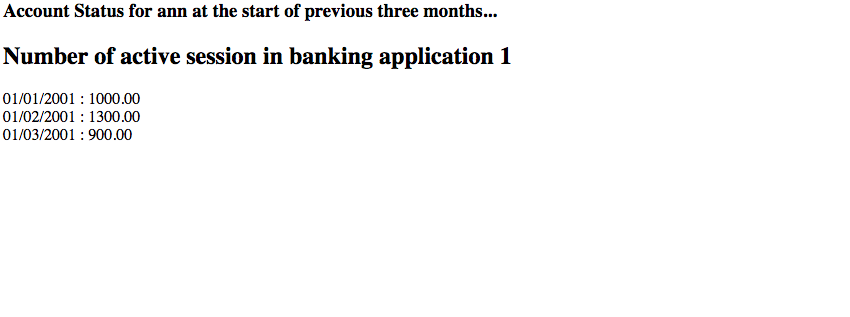 Account Status for ann at the start of previous three months...
Number of active session in banking application 1
01/01/2001 : 1000.00
01/02/2001 : 1300.00
01/03/2001 : 900.00